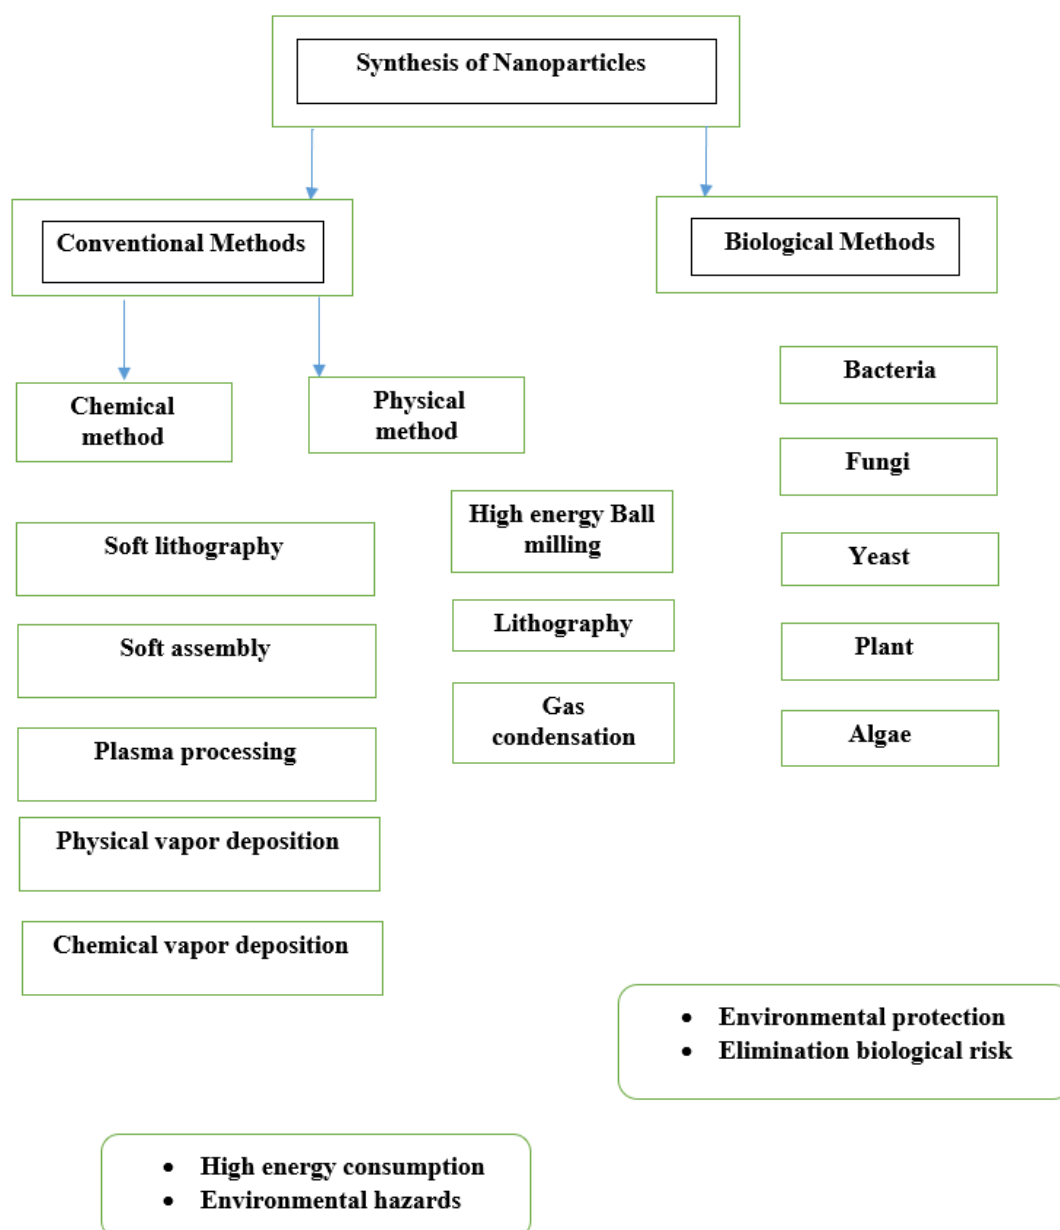 Synthesis of Nanoparticles
Conventional Methods
Biological Methods
Chemical
method
Physical
method
Soft lithography
Soft assembly
Plasma processing
Physical vapor deposition
Chemical vapor deposition
High energy Ball
milling
Lithography
Gas
condensation
Bacteria
Fungi
Yeast
Plant
Algae
• Environmental protection
• Elimination biological risk
• High energy consumption
• Environmental hazards